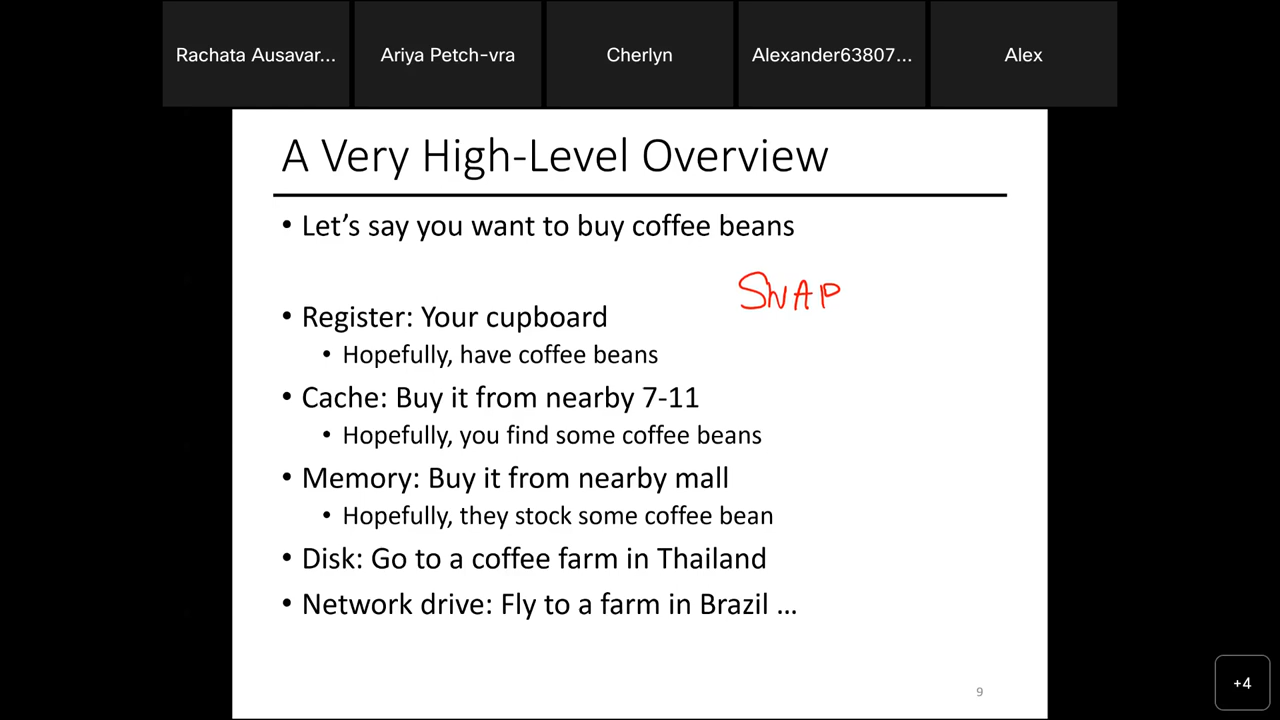 Rachata Ausavar...
Ariya Petch-vra
Cherlyn
Alexander63807...
Alex
A Very High-Level Overview
• Let's say you want to buy coffee beans
SWAP
• Register: Your cupboard
• Hopefully, have coffee beans
• Cache: Buy it from nearby 7-11
• Hopefully, you find some coffee beans
• Memory: Buy it from nearby mall
• Hopefully, they stock some coffee bean
• Disk: Go to a coffee farm in Thailand
• Network drive: Fly to a farm in Brazil ...
9
+4